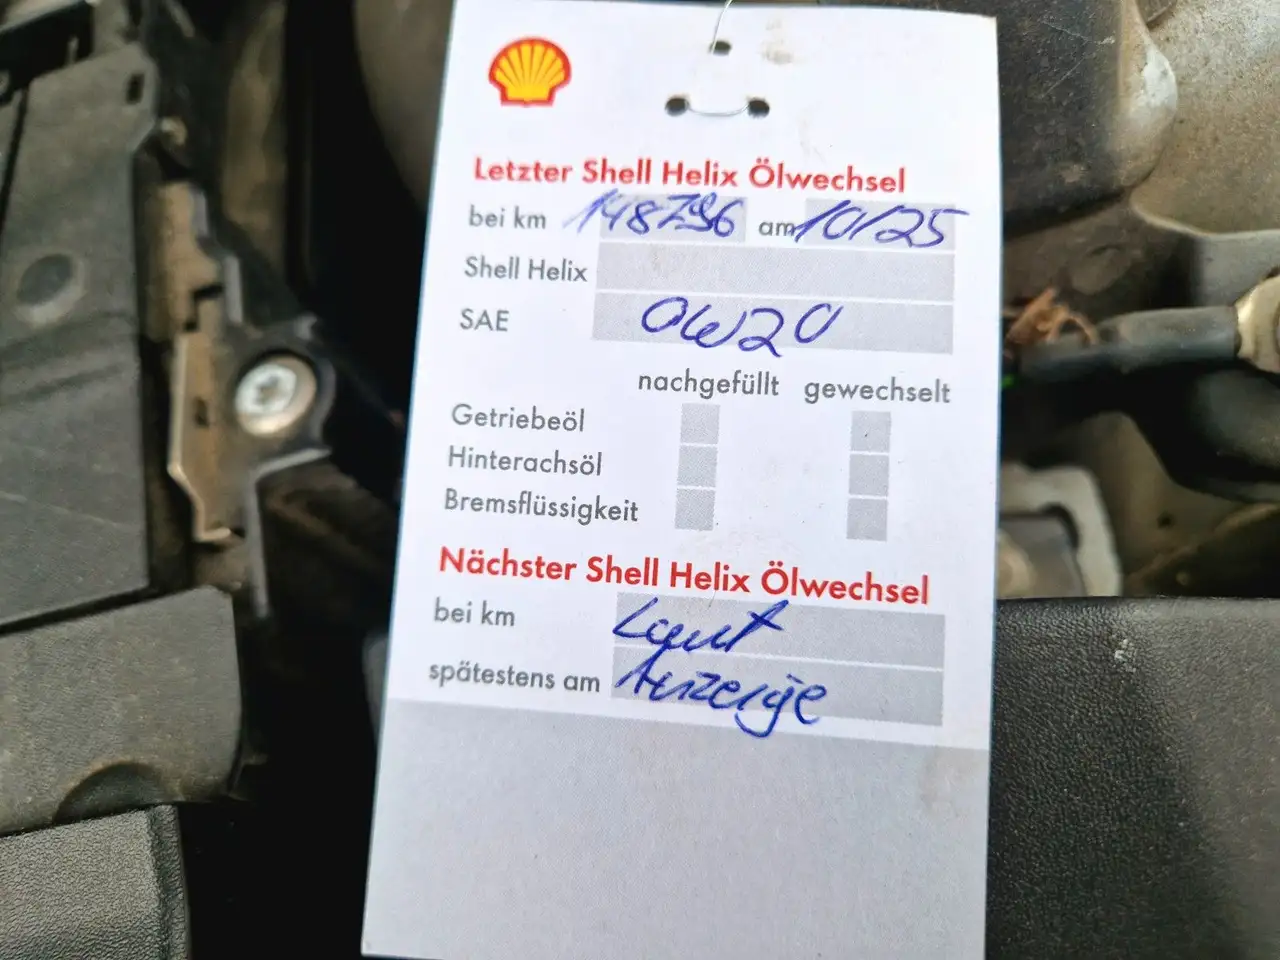 Letzter Shell Helix Ölwechsel
bei km 148796 am 10/25
Shell Helix
SAE 0W20
nachgefüllt gewechselt
Getriebeöl
Hinterachsöl
Bremsflüssigkeit
Nächster Shell Helix Ölwechsel
bei km Laut
spätestens am Anzeige